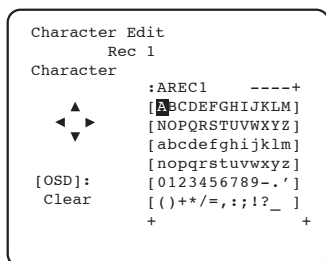 Character Edit
Rec 1
Character
:AREC1 ----+
[ABCDEFGHIJKLM]
[NOPQRSTUVWXYZ]
[abcdefghijklm]
[nopqrstuvwxyz]
[OSD]: [0123456789-.']
Clear [()+*/=,:;!?_ ]
+ +